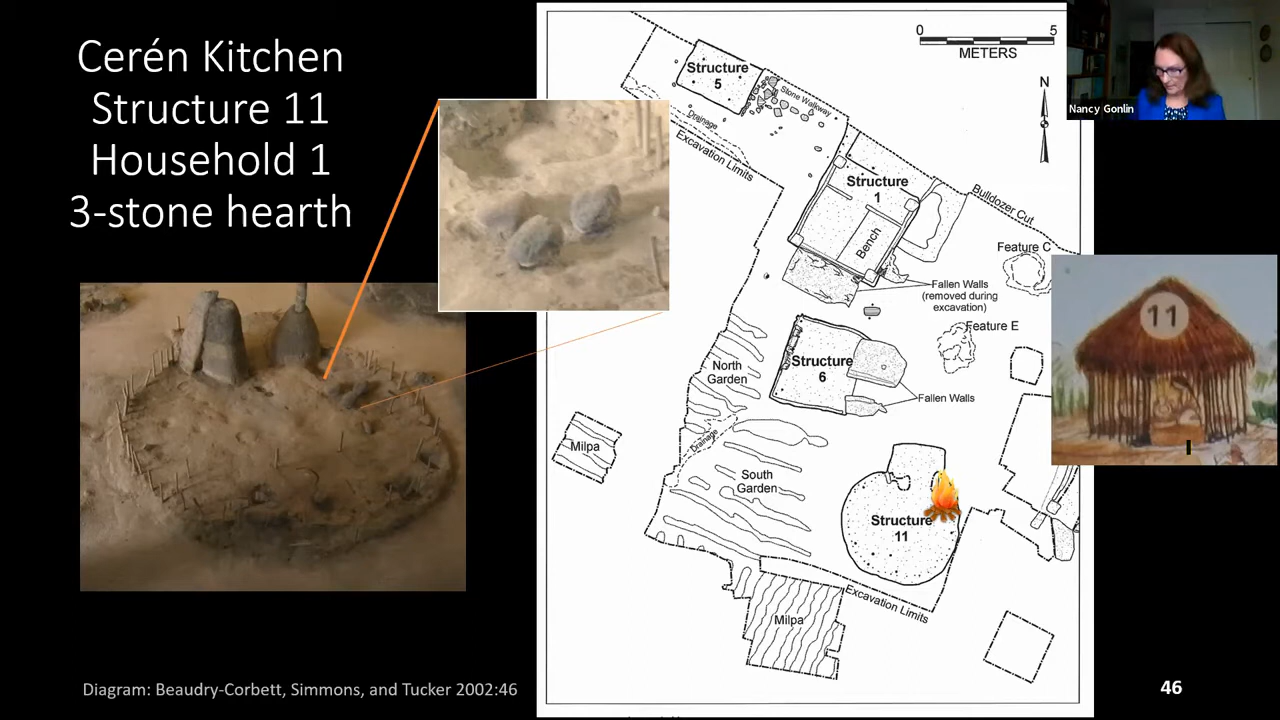 Cerén Kitchen
Structure 11
Household 1
3-stone hearth
0 5
METERS
N
Nancy Gonlin
Structure
5
Stone Walkway
Drainage
Excavation Limits
Structure
1
Bench
Bulldozer Cut
Feature C
Fallen Walls
(removed during
excavation)
Feature E
11
Structure
6
North
Garden
Fallen Walls
Drainage
Milpa
South
Garden
Structure
11
Excavation Limits
Milpa
Diagram: Beaudry-Corbett, Simmons, and Tucker 2002:46
46